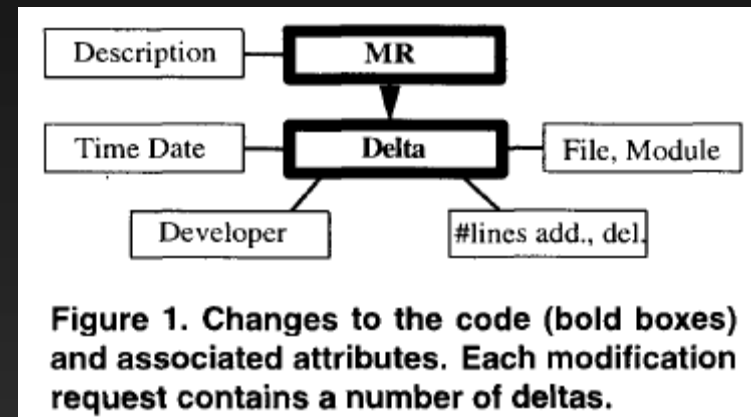 Description
MR
Time Date
Delta
File, Module
Developer
#lines add., del.
Figure 1. Changes to the code (bold boxes)
and associated attributes. Each modification
request contains a number of deltas.